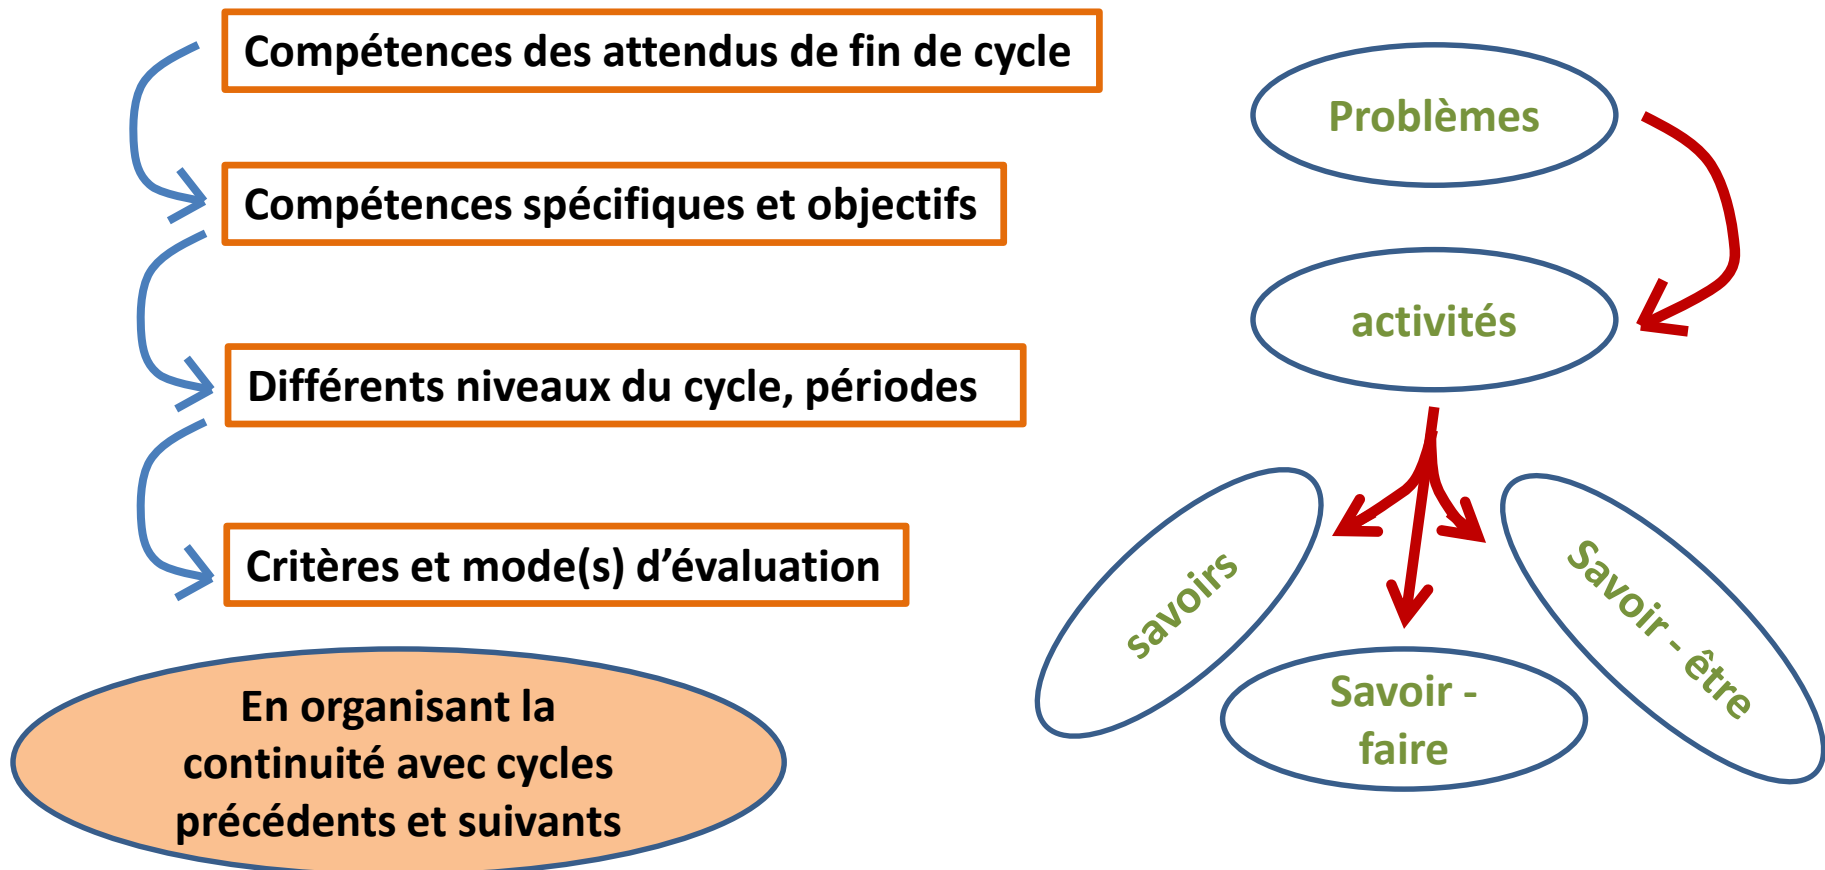 Compétences des attendus de fin de cycle
Compétences spécifiques et objectifs
Différents niveaux du cycle, périodes
Critères et mode(s) d’évaluation
En organisant la
continuité avec cycles
précédents et suivants
Problèmes
activités
savoirs
Savoir -
faire
Savoir - être